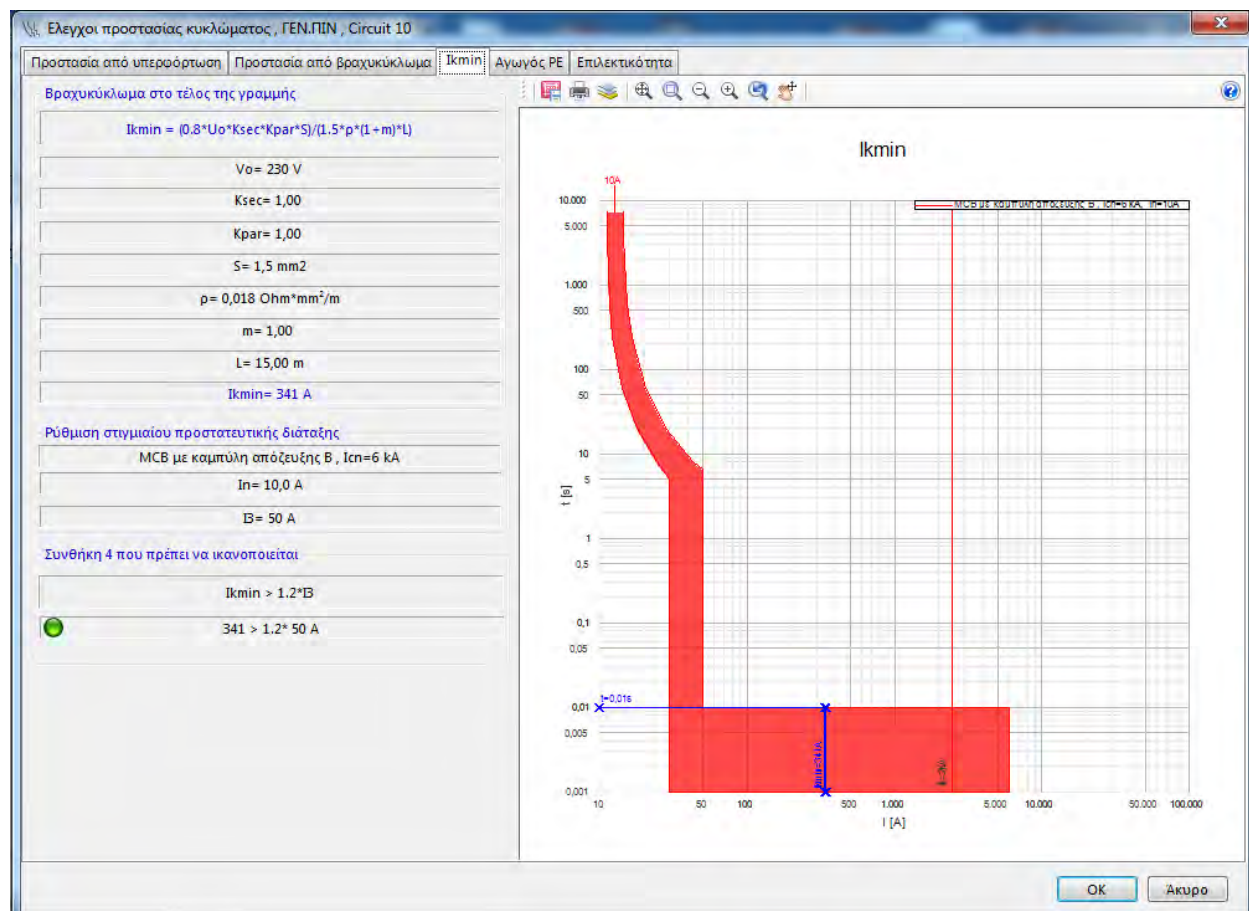 Ελεγχοι προστασίας κυκλώματος , ΓΕΝ.ΠΙΝ , Circuit 10
Προστασία από υπερφόρτωση Προστασία από βραχυκύκλωμα Ikmin Αγωγός PE Επιλεκτικότητα
Βραχυκύκλωμα στο τέλος της γραμμής
Ikmin = (0.8*Uo*Ksec*Kpar*S)/(1.5*ρ*(1+m)*L)
Vo= 230 V
Ksec= 1,00
Kpar= 1,00
S= 1,5 mm2
ρ= 0,018 Ohm*mm²/m
m= 1,00
L= 15,00 m
Ikmin= 341 A
Ρύθμιση στιγμιαίου προστατευτικής διάταξης
MCB με καμπύλη απόζευξης B , Icn=6 kA
In= 10,0 A
I3= 50 A
Συνθήκη 4 που πρέπει να ικανοποιείται
Ikmin > 1.2*I3
341 > 1.2* 50 A
Ikmin
10A
MCB με καμπύλη απόζευξης B , Icn=6 kA, In=10A
10.000
5.000
1.000
500
100
50
10
5
1
0,5
0,1
0,05
0,01
0,005
0,001
t [s]
t=0,01s
10 50 100 500 1.000 5.000 10.000 50.000 100.000
I [A]
OK Άκυρο